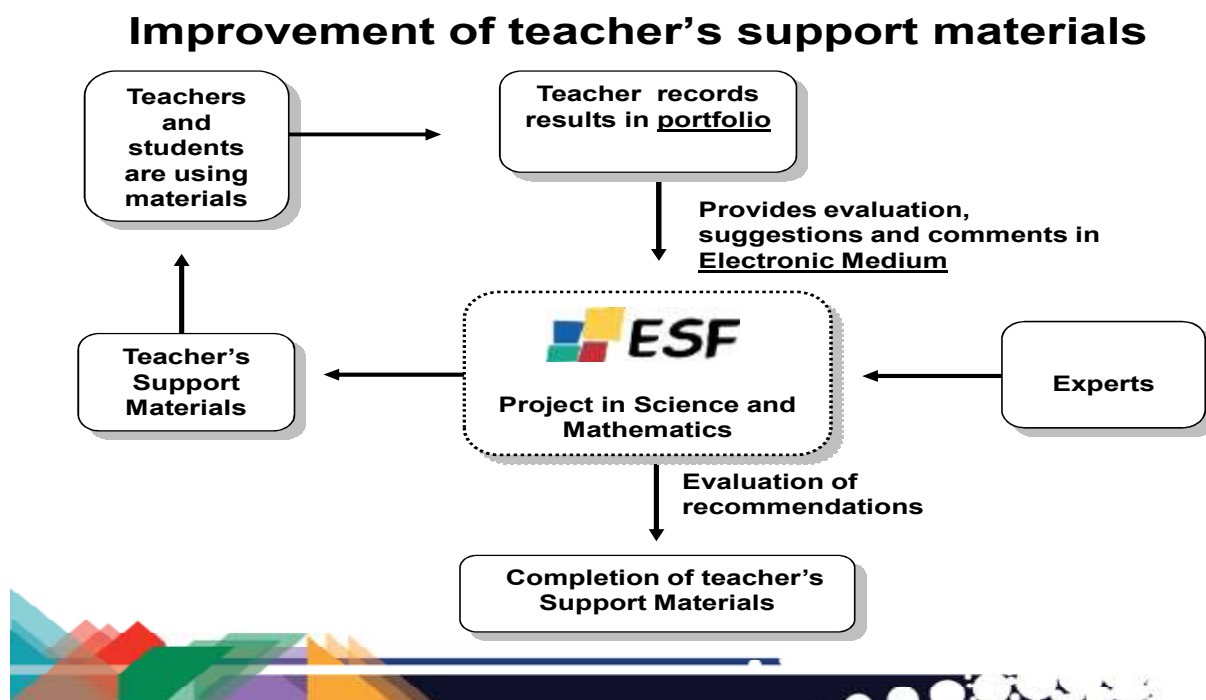 Improvement of teacher’s support materials
Teachers
and
students
are using
materials
Teacher records
results in portfolio
Provides evaluation,
suggestions and comments in
Electronic Medium
ESF
Project in Science and
Mathematics
Teacher’s
Support
Materials
Experts
Evaluation of
recommendations
Completion of teacher’s
Support Materials